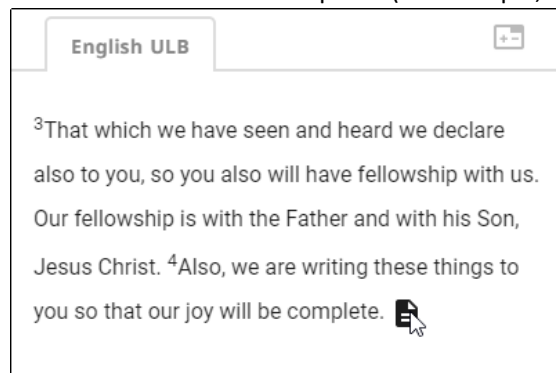 English ULB
³That which we have seen and heard we declare
also to you, so you also will have fellowship with us.
Our fellowship is with the Father and with his Son,
Jesus Christ. ⁴Also, we are writing these things to
you so that our joy will be complete.